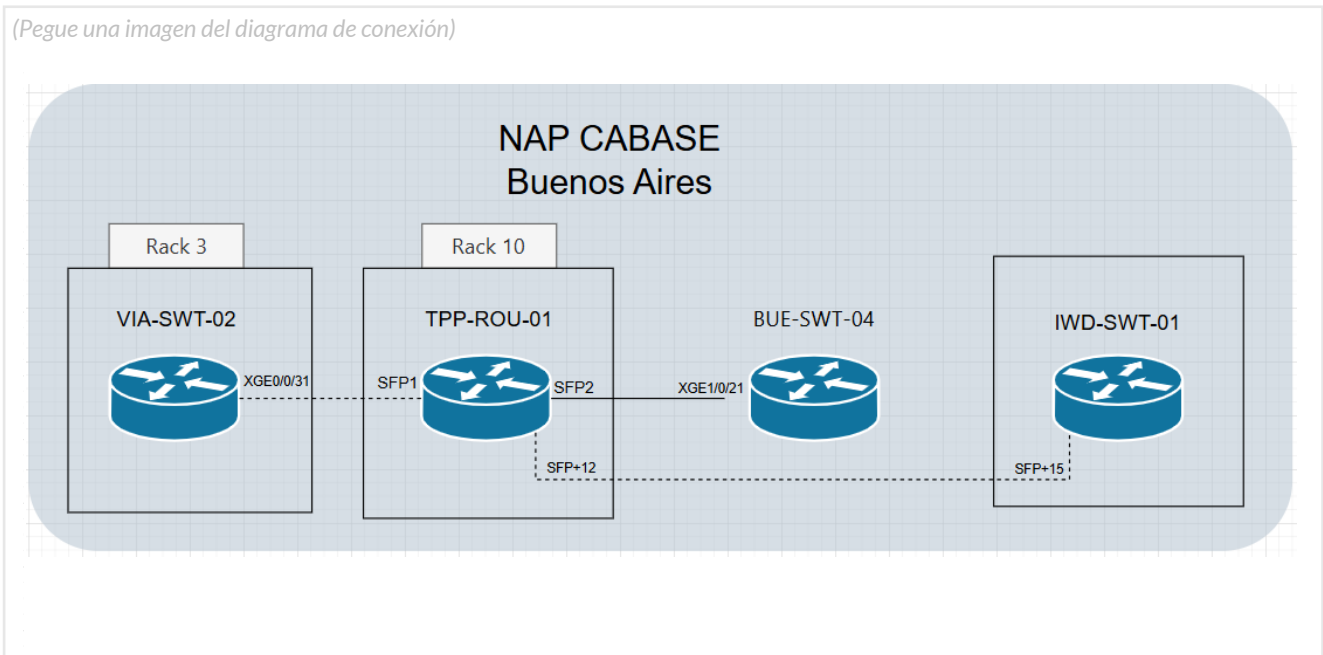 (Pegue una imagen del diagrama de conexión)
NAP CABASE
Buenos Aires
Rack 3
Rack 10
VIA-SWT-02
TPP-ROU-01
BUE-SWT-04
IWD-SWT-01
XGE0/0/31
SFP1
SFP2
XGE1/0/21
SFP+12
SFP+15